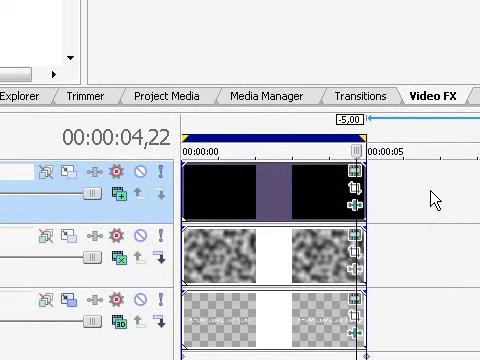 Explorer Trimmer Project Media Media Manager Transitions Video FX
-5,00
00:00:04,22
00:00:00 00:00:05
3D